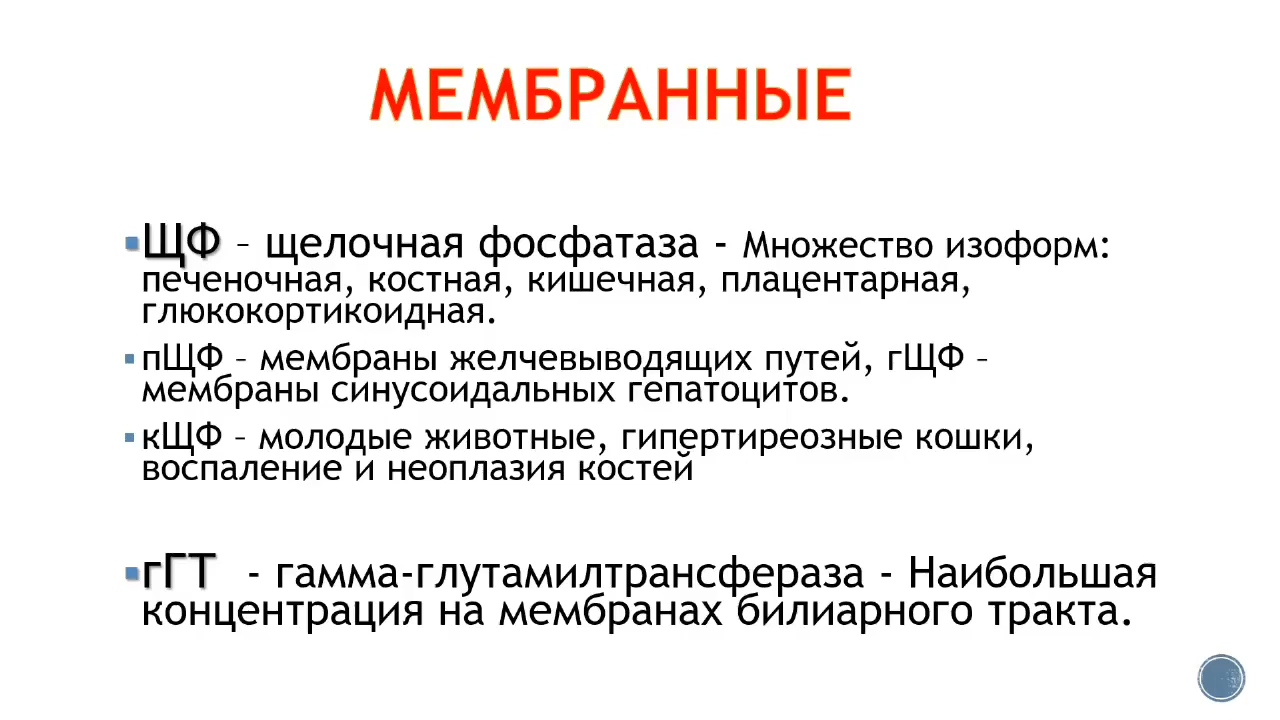 МЕМБРАННЫЕ
▪ЩФ – щелочная фосфатаза - Множество изоформ:
печеночная, костная, кишечная, плацентарная,
глюкокортикоидная.
▪ пЩФ – мембраны желчевыводящих путей, гЩФ –
мембраны синусоидальных гепатоцитов.
▪ кЩФ – молодые животные, гипертиреозные кошки,
воспаление и неоплазия костей
▪гГТ - гамма-глутамилтрансфераза - Наибольшая
концентрация на мембранах билиарного тракта.